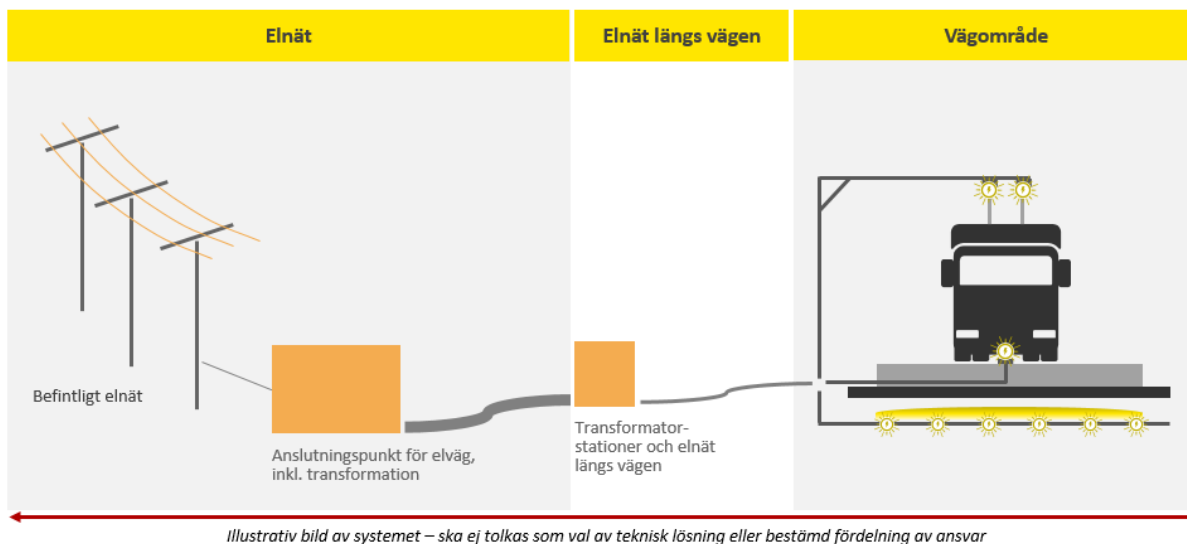 Elnät
Elnät längs vägen
Vägområde
Befintligt elnät
Anslutningspunkt för elväg,
inkl. transformation
Transformator-
stationer och elnät
längs vägen
Illustrativ bild av systemet – ska ej tolkas som val av teknisk lösning eller bestämd fördelning av ansvar